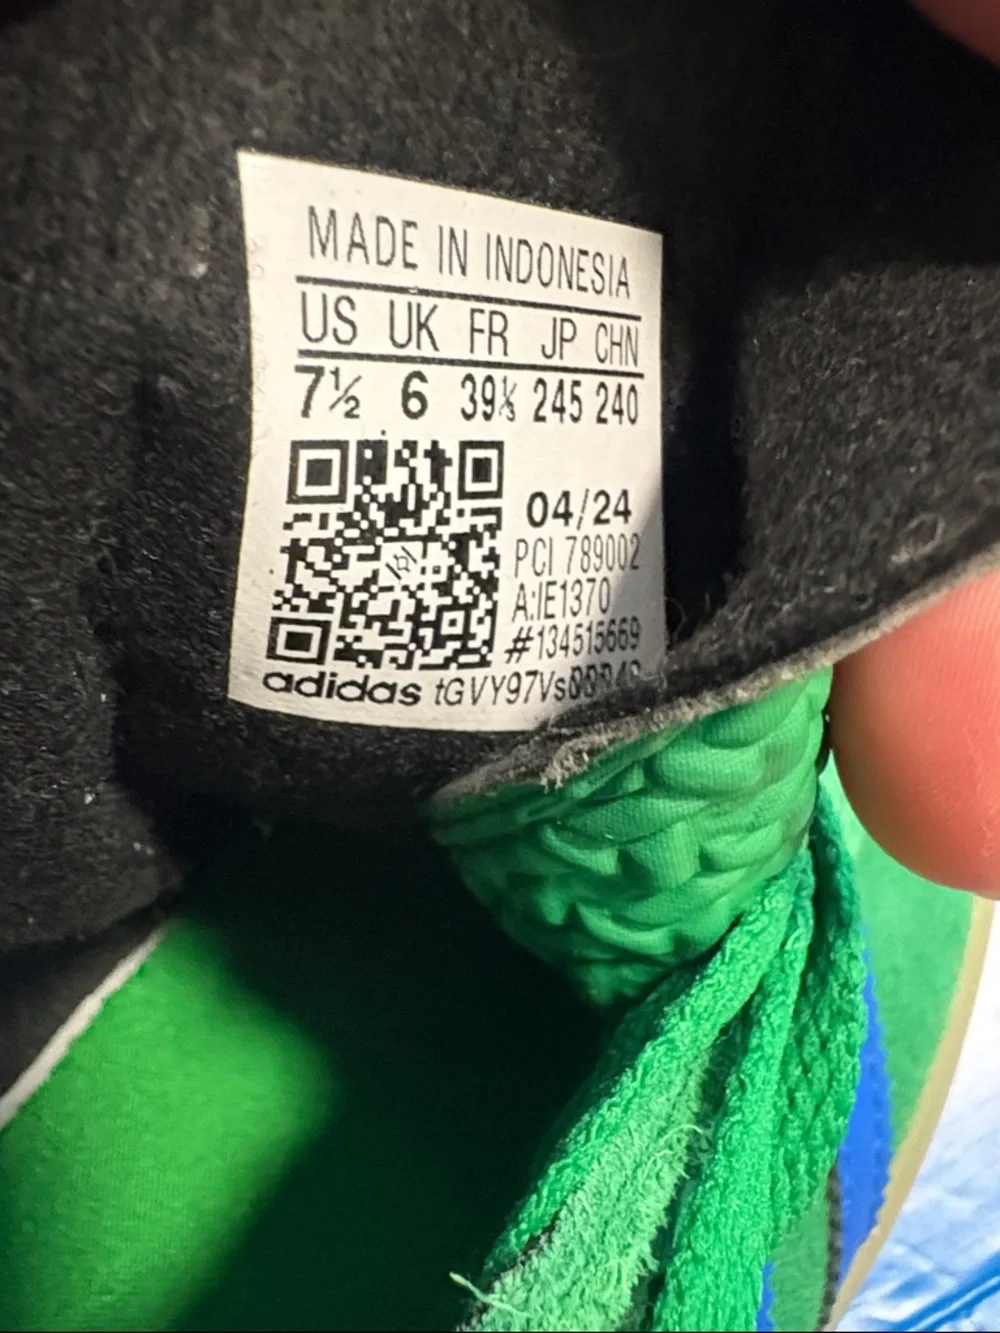 MADE IN INDONESIA
US UK FR JP CHN
7½ 6 39⅓ 245 240
04/24
PCI 789002
A:IE1370
#134515669
adidas